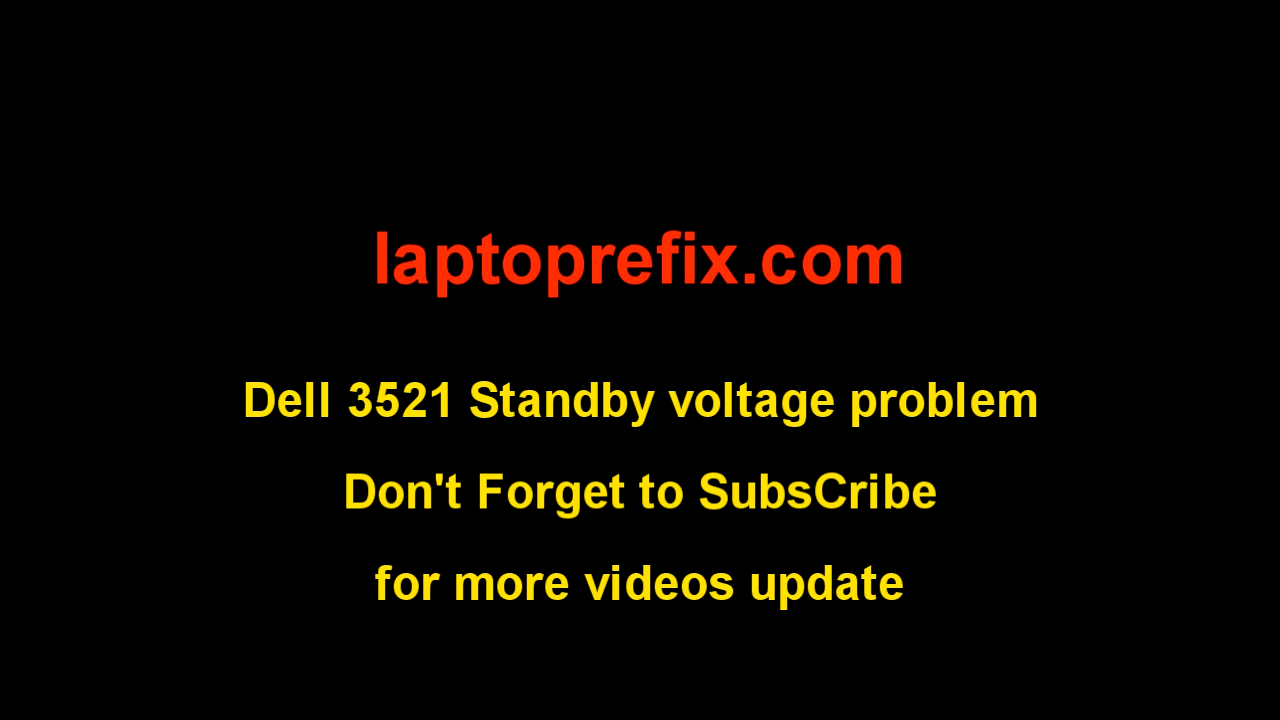 laptoprefix.com
Dell 3521 Standby voltage problem
Don't Forget to SubsCribe
for more videos update